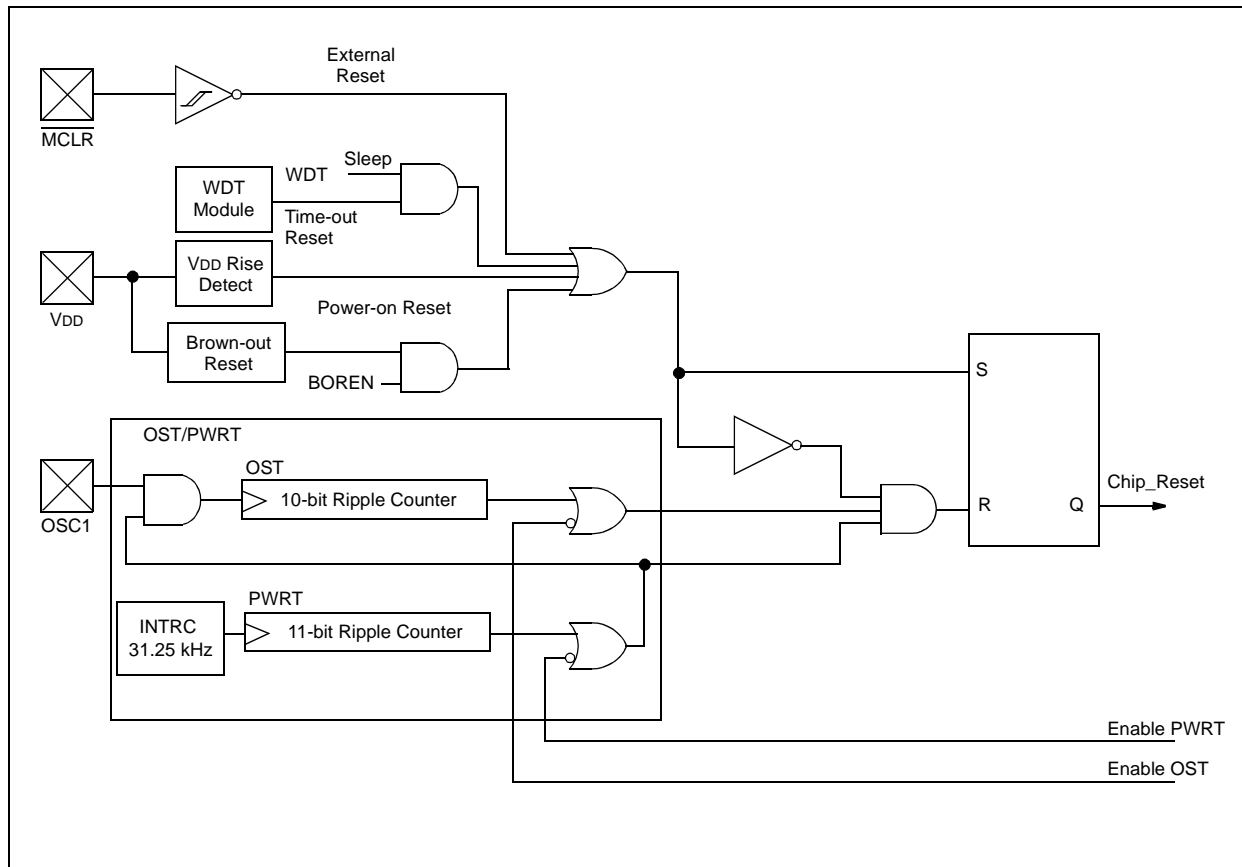 External
Reset
MCLR
Sleep
WDT
WDT
Module
Time-out
Reset
VDD
VDD Rise
Detect
Power-on Reset
Brown-out
Reset
BOREN
S
OST/PWRT
OSC1
OST
10-bit Ripple Counter
R
Q
Chip_Reset
PWRT
INTRC
31.25 kHz
11-bit Ripple Counter
Enable PWRT
Enable OST